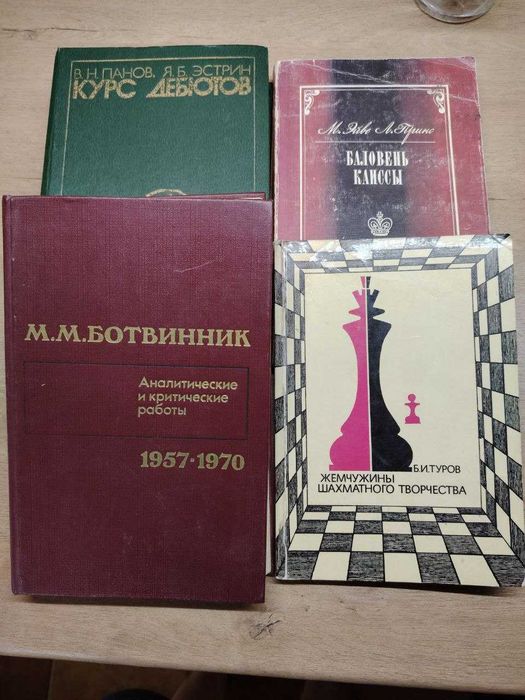 В.Н.ПАНОВ, Я.Б.ЭСТРИН
КУРС ДЕБЮТОВ
М. Эйве Л. Принс
БАЛОВЕНЬ
КАИССЫ
М.М.БОТВИННИК
Аналитические
и критические
работы
1957-1970
Б.И.ТУРОВ
ЖЕМЧУЖИНЫ
ШАХМАТНОГО ТВОРЧЕСТВА